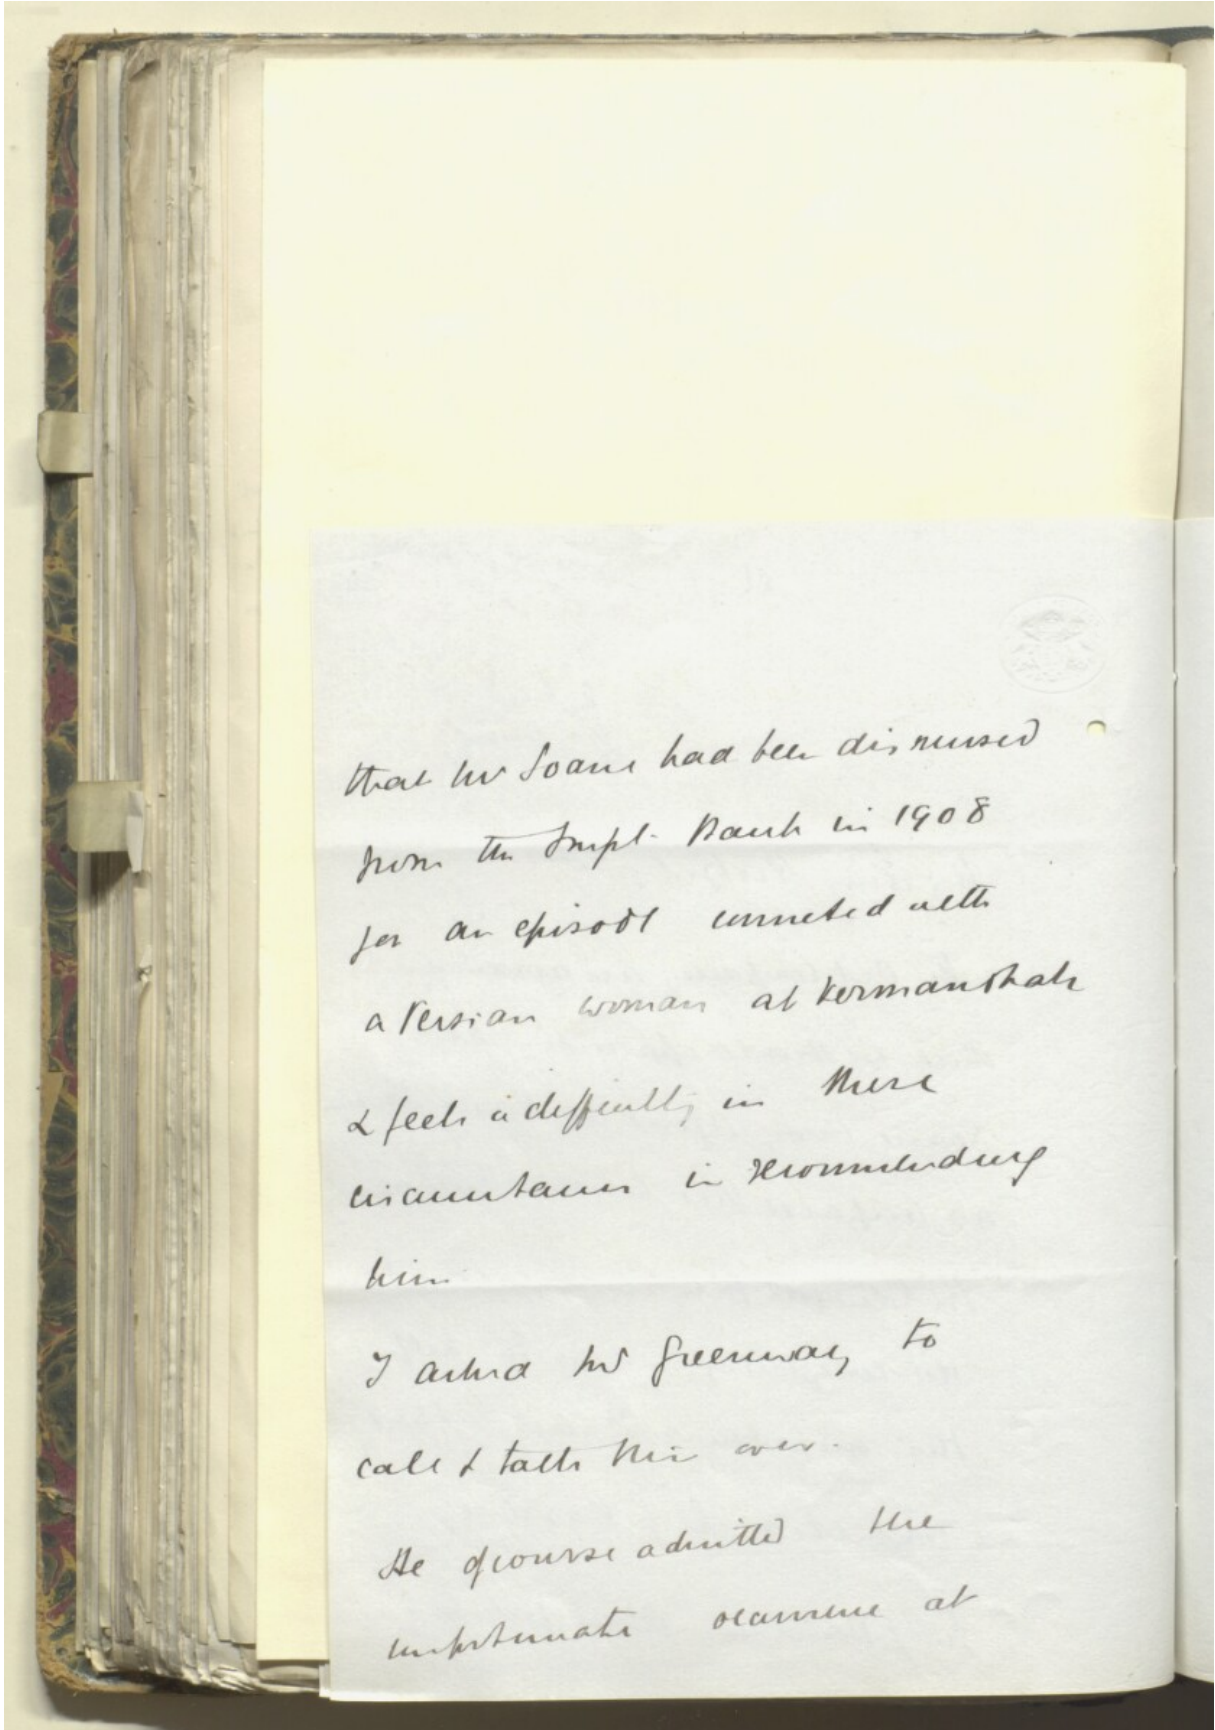 that Mr Soane had been dismissed
from the Impl. Bank in 1908
for an episode connected with
a Persian woman at Kermanshah
& feels a difficulty in these
circumstances in recommending
him
I asked Mr Greenway to
call & talk this over.
He of course admitted the
unfortunate occurrence at